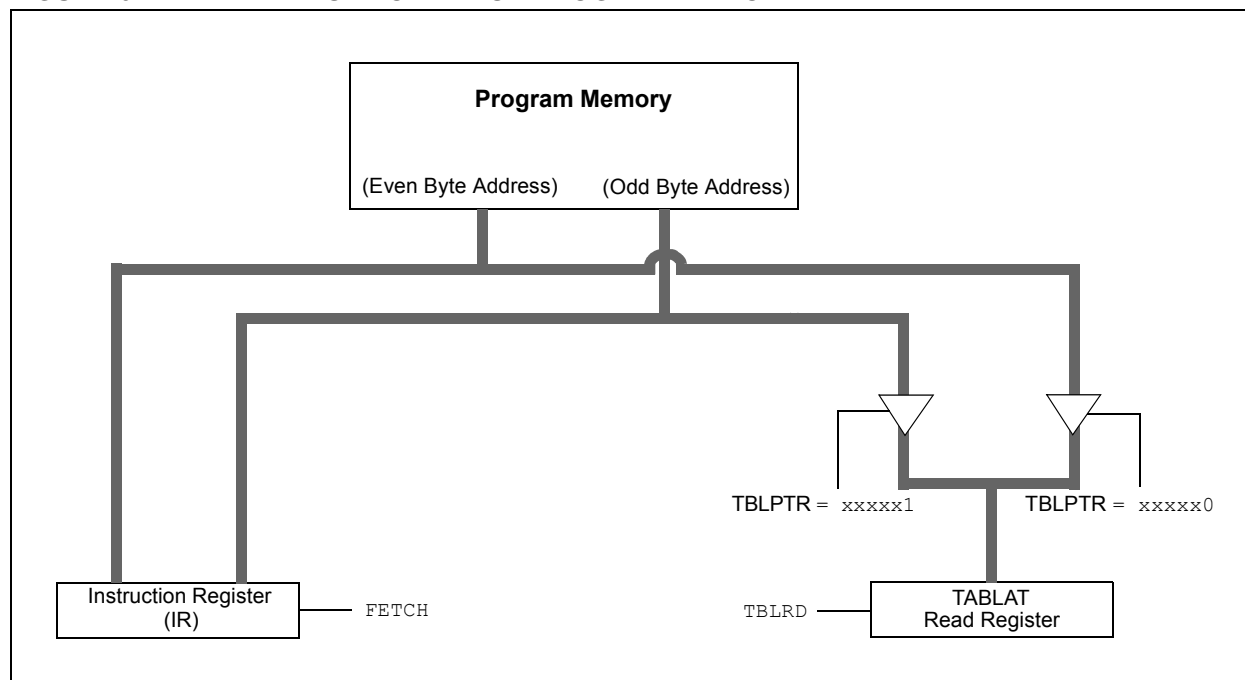 Program Memory
(Even Byte Address) (Odd Byte Address)
TBLPTR = xxxxx1 TBLPTR = xxxxx0
Instruction Register
(IR)
FETCH
TBLRD
TABLAT
Read Register